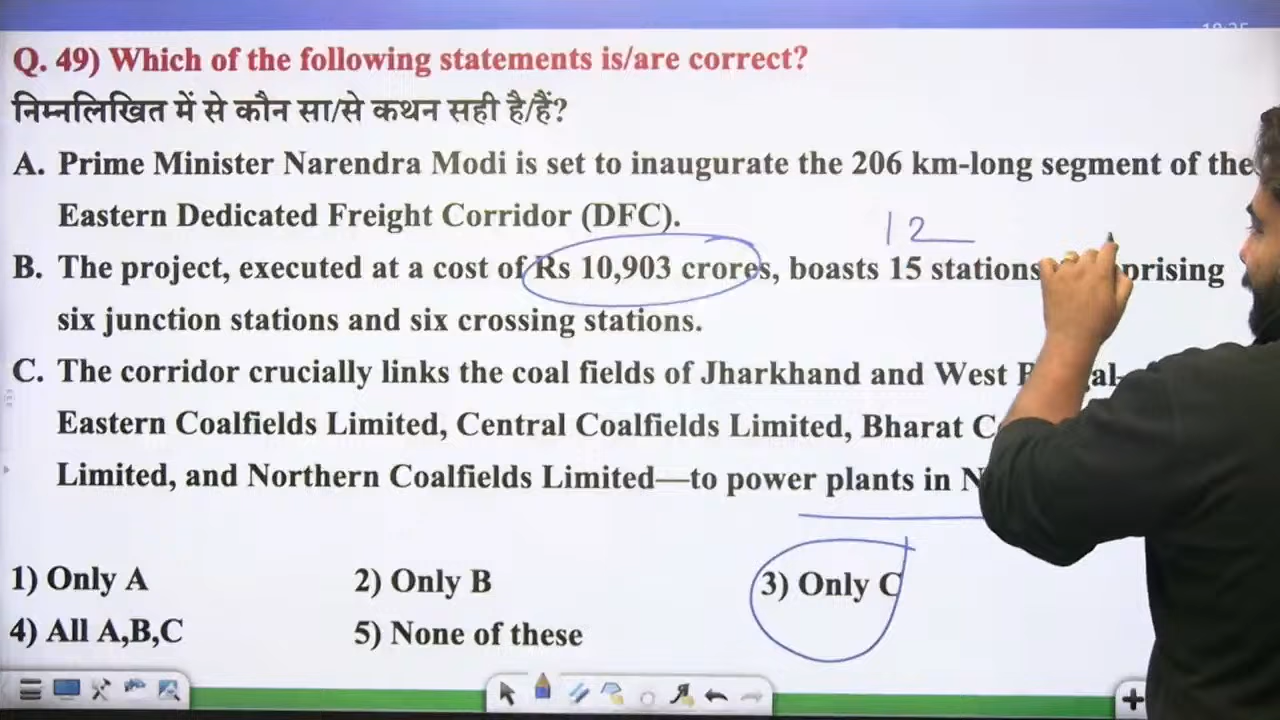 Q. 49) Which of the following statements is/are correct?
निम्नलिखित में से कौन सा/से कथन सही है/हैं?
A. Prime Minister Narendra Modi is set to inaugurate the 206 km-long segment of the
Eastern Dedicated Freight Corridor (DFC).
12
B. The project, executed at a cost of Rs 10,903 crores, boasts 15 stations prising
six junction stations and six crossing stations.
C. The corridor crucially links the coal fields of Jharkhand and West
Eastern Coalfields Limited, Central Coalfields Limited, Bharat
Limited, and Northern Coalfields Limited—to power plants in
1) Only A 2) Only B 3) Only C
4) All A,B,C 5) None of these